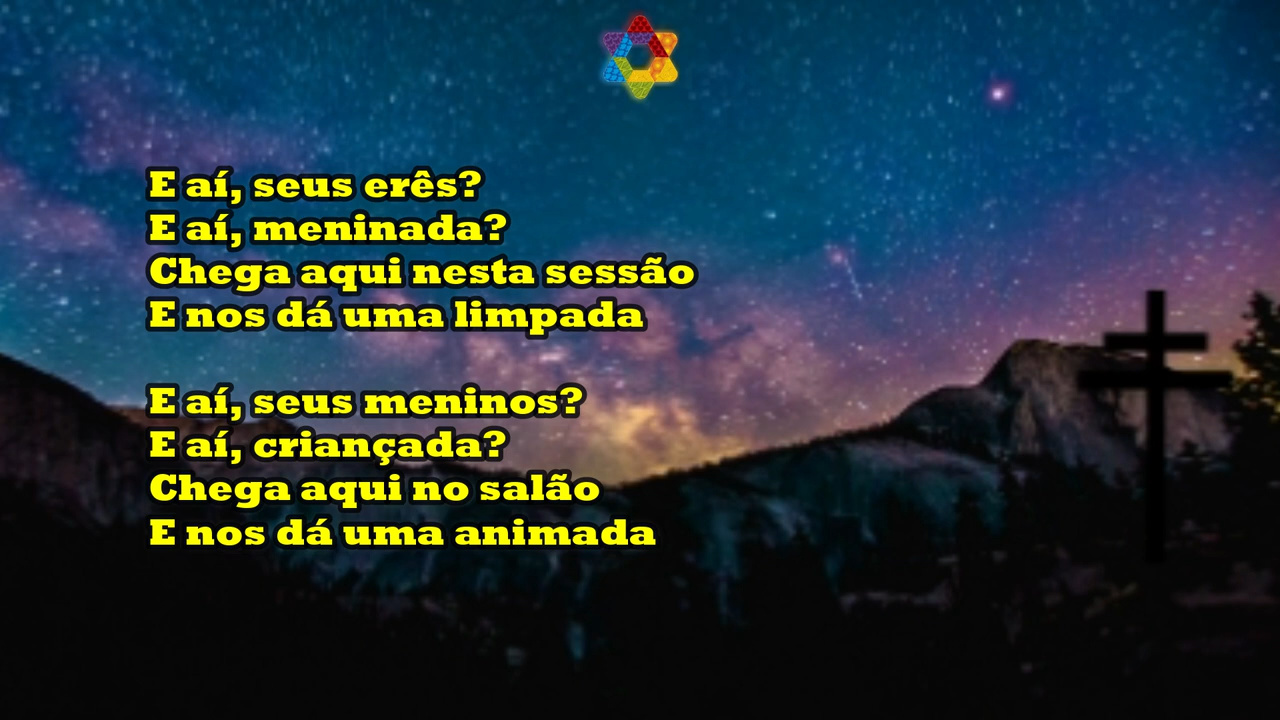 E aí, seus erês?
E aí, meninada?
Chega aqui nesta sessão
E nos dá uma limpada
E aí, seus meninos?
E aí, criançada?
Chega aqui no salão
E nos dá uma animada